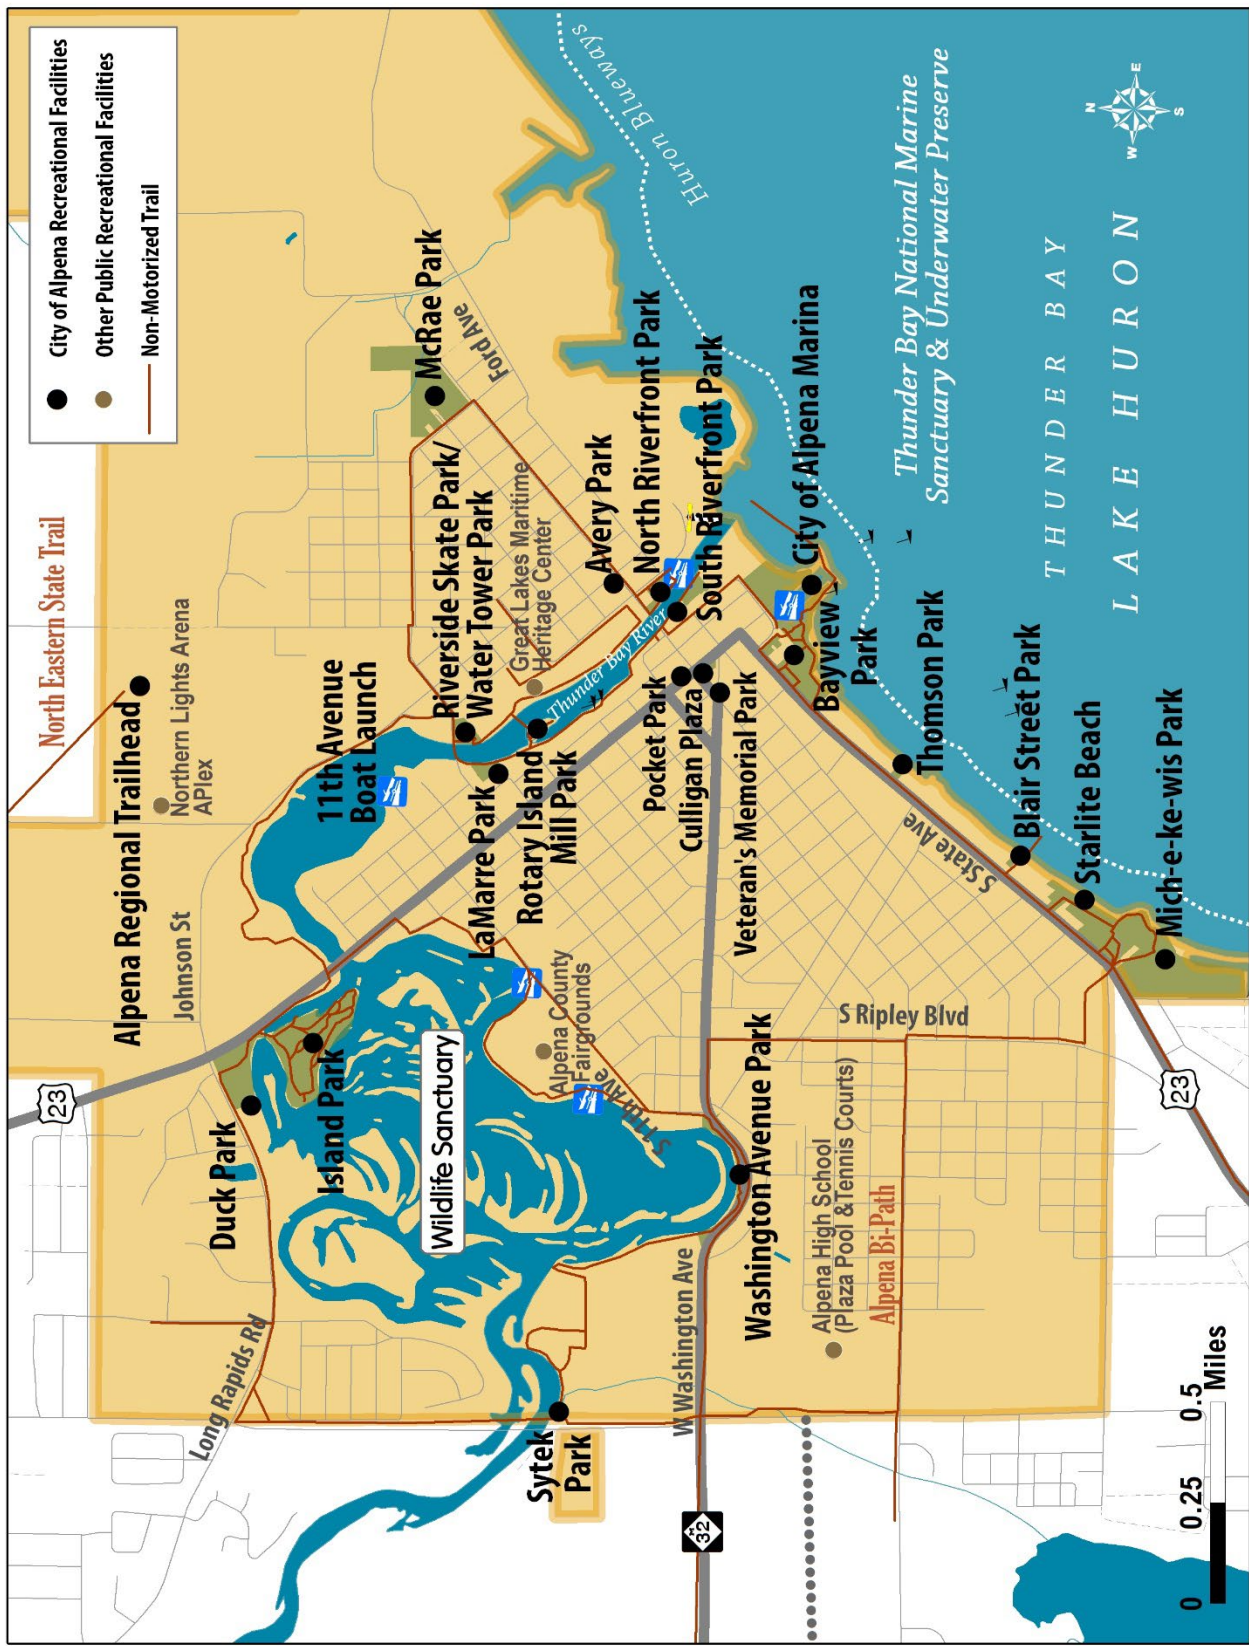 City of Alpena Recreational Facilities
Other Public Recreational Facilities
Non-Motorized Trail
North Eastern State Trail
Alpena Regional Trailhead
Northern Lights Arena
APlex
Johnson St
23
Duck Park
Island Park
Long Rapids Rd
Wildlife Sanctuary
11th Avenue
Boat Launch
Riverside Skate Park/
Water Tower Park
McRae Park
Ford Ave
Great Lakes Maritime
Heritage Center
LaMarre Park
Rotary Island
Mill Park
Thunder Bay River
Avery Park
North Riverfront Park
South Riverfront Park
Huron Blueways
Alpena County
Fairgrounds
S 11th Ave
Sytek
Park
Pocket Park
Culligan Plaza
Veteran's Memorial Park
City of Alpena Marina
Bayview
Park
Thomson Park
S State Ave
Blair Street Park
Starlite Beach
Mich-e-ke-wis Park
W Washington Ave
M
32
Washington Avenue Park
S Ripley Blvd
Alpena High School
(Plaza Pool & Tennis Courts)
Alpena Bi-Path
23
Thunder Bay National Marine
Sanctuary & Underwater Preserve
THUNDER BAY
LAKE HURON
N
E
S
W
0
0.25
0.5
Miles